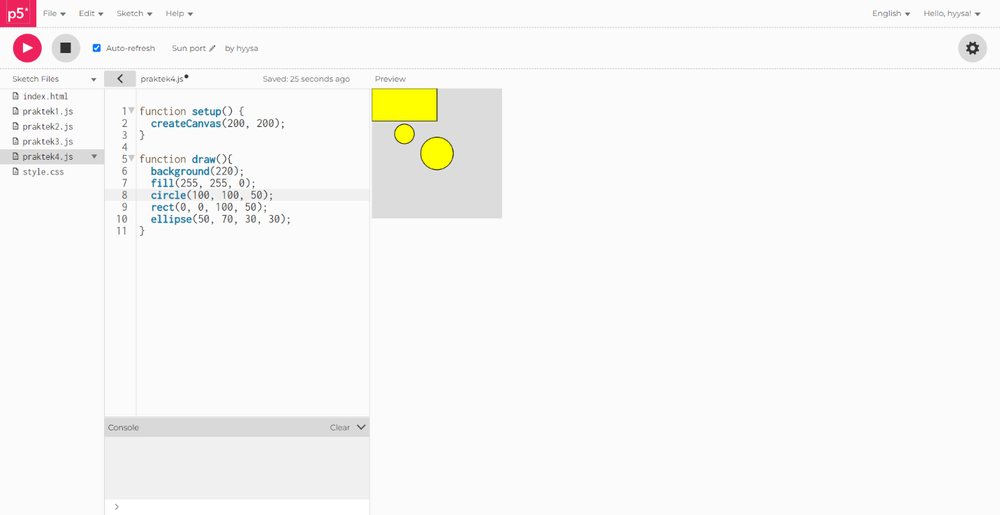 p5* File Edit Sketch Help English Hello, hyysa!
Auto-refresh Sun port by hyysa
Sketch Files praktek4.js Saved: 25 seconds ago Preview
index.html
praktek1.js
praktek2.js
praktek3.js
praktek4.js
style.css
1 function setup() {
2 createCanvas(200, 200);
3 }
4
5 function draw(){
6 background(220);
7 fill(255, 255, 0);
8 circle(100, 100, 50);
9 rect(0, 0, 100, 50);
10 ellipse(50, 70, 30, 30);
11 }
Console Clear
>